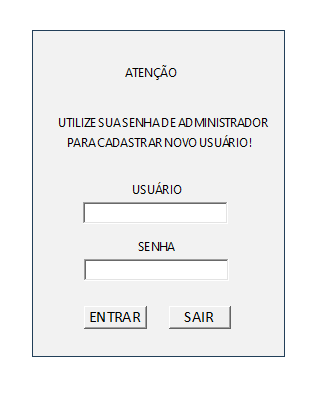 ATENÇÃO
UTILIZE SUA SENHA DE ADMINISTRADOR
PARA CADASTRAR NOVO USUÁRIO!
USUÁRIO
SENHA
ENTRAR SAIR